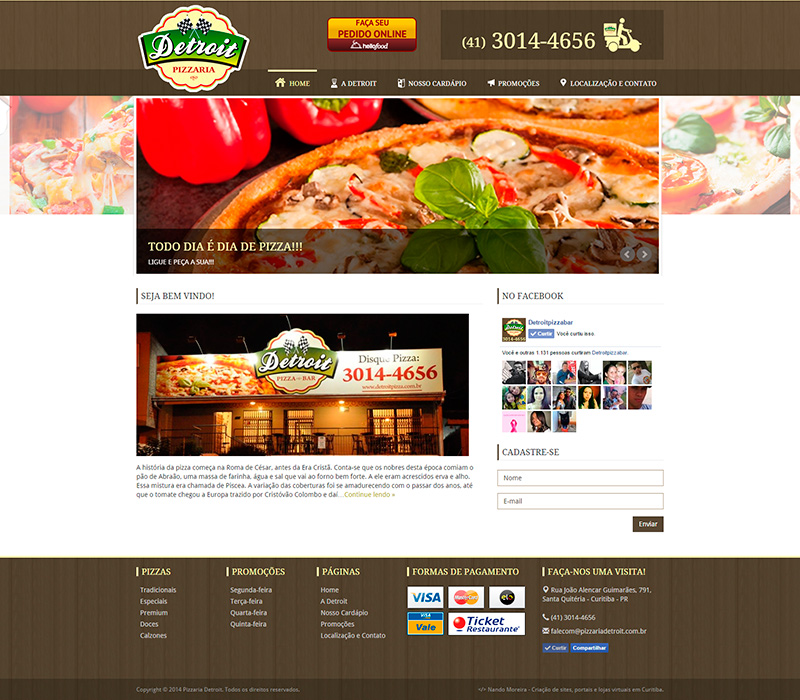 Detroit
PIZZARIA
FAÇA SEU
PEDIDO ONLINE
hellofood
(41) 3014-4656
HOME
A DETROIT
NOSSO CARDÁPIO
PROMOÇÕES
LOCALIZAÇÃO E CONTATO
TODO DIA É DIA DE PIZZA!!!
LIGUE E PEÇA A SUA!!!
SEJA BEM VINDO!
Detroit
PIZZA BAR
Disque Pizza:
3014-4656
www.detroitpizza.com.br
A história da pizza começa na Roma de César, antes da Era Cristã. Conta-se que os nobres desta época comiam o
pão de Abraão, uma massa de farinha, água e sal que vai ao forno bem forte. A ele eram acrescidos erva e alho.
Essa mistura era chamada de Piscea. A variação das coberturas foi se amadurecendo com o passar dos anos, até
que o tomate chegou a Europa trazido por Cristóvão Colombo e daí...Continue lendo »
NO FACEBOOK
Detroit
3014-4656
Detroitpizzabar
Curtir Você curtiu isso.
Você e outras 1.131 pessoas curtiram Detroitpizzabar.
CADASTRE-SE
Nome
E-mail
Enviar
PIZZAS
Tradicionais
Especiais
Premium
Doces
Calzones
PROMOÇÕES
Segunda-feira
Terça-feira
Quarta-feira
Quinta-feira
PÁGINAS
Home
A Detroit
Nosso Cardápio
Promoções
Localização e Contato
FORMAS DE PAGAMENTO
VISA
MasterCard
elo
VISA
Vale
Ticket
Restaurante
FAÇA-NOS UMA VISITA!
Rua João Alencar Guimarães, 791,
Santa Quitéria - Curitiba - PR
(41) 3014-4656
falecom@pizzariadetroit.com.br
Curtir Compartilhar
Copyright © 2014 Pizzaria Detroit. Todos os direitos reservados.
</> Nando Moreira - Criação de sites, portais e lojas virtuais em Curitiba.